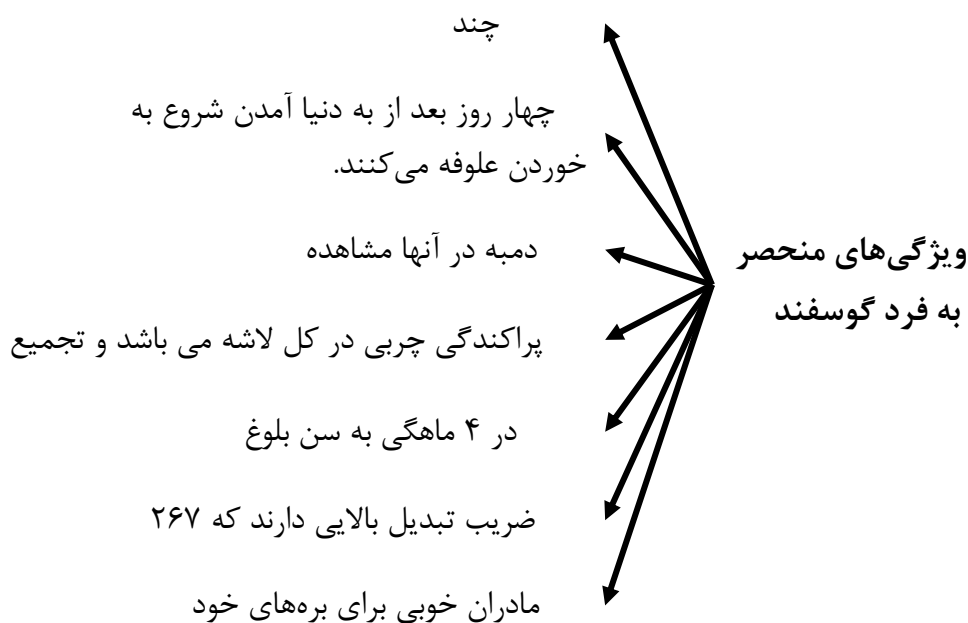 ویژگی‌های منحصر
به فرد گوسفند
چند
چهار روز بعد از به دنیا آمدن شروع به
خوردن علوفه می‌کنند.
دمبه در آنها مشاهده
پراکندگی چربی در کل لاشه می باشد و تجمیع
در ۴ ماهگی به سن بلوغ
ضریب تبدیل بالایی دارند که ۲۶۷
مادران خوبی برای بره‌های خود